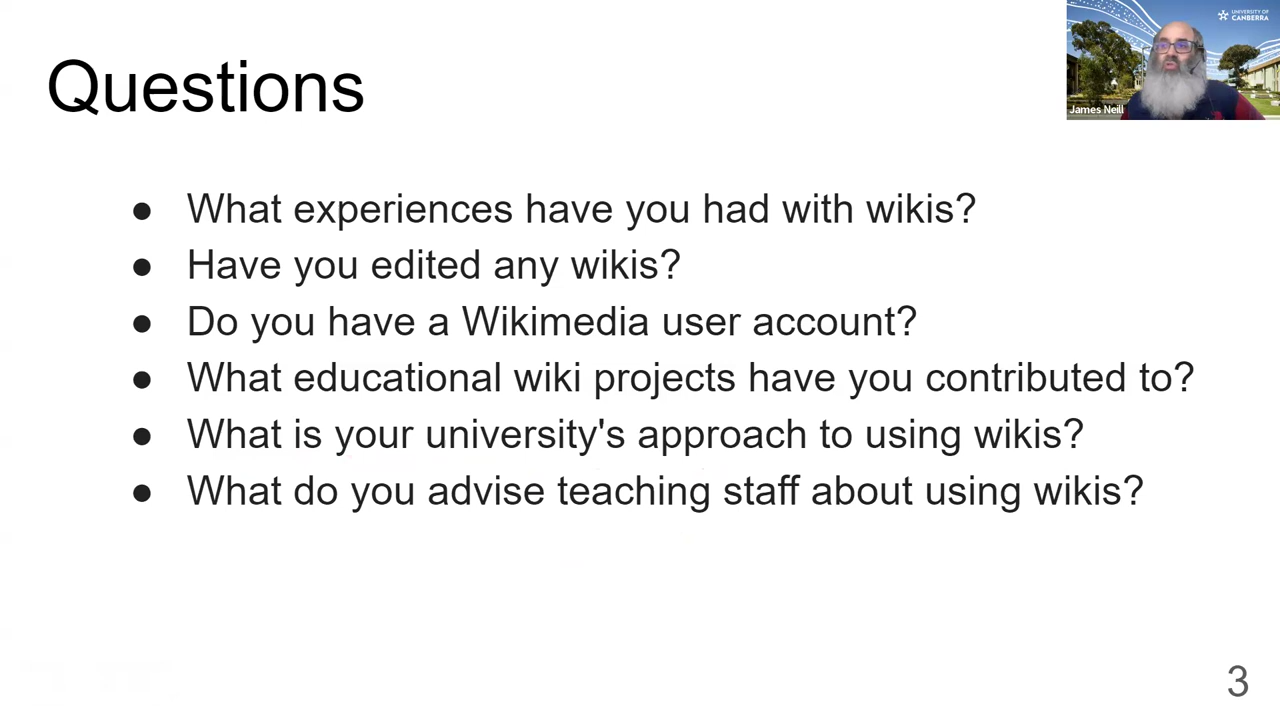 Questions
UNIVERSITY OF
CANBERRA
James Neill
● What experiences have you had with wikis?
● Have you edited any wikis?
● Do you have a Wikimedia user account?
● What educational wiki projects have you contributed to?
● What is your university's approach to using wikis?
● What do you advise teaching staff about using wikis?
3